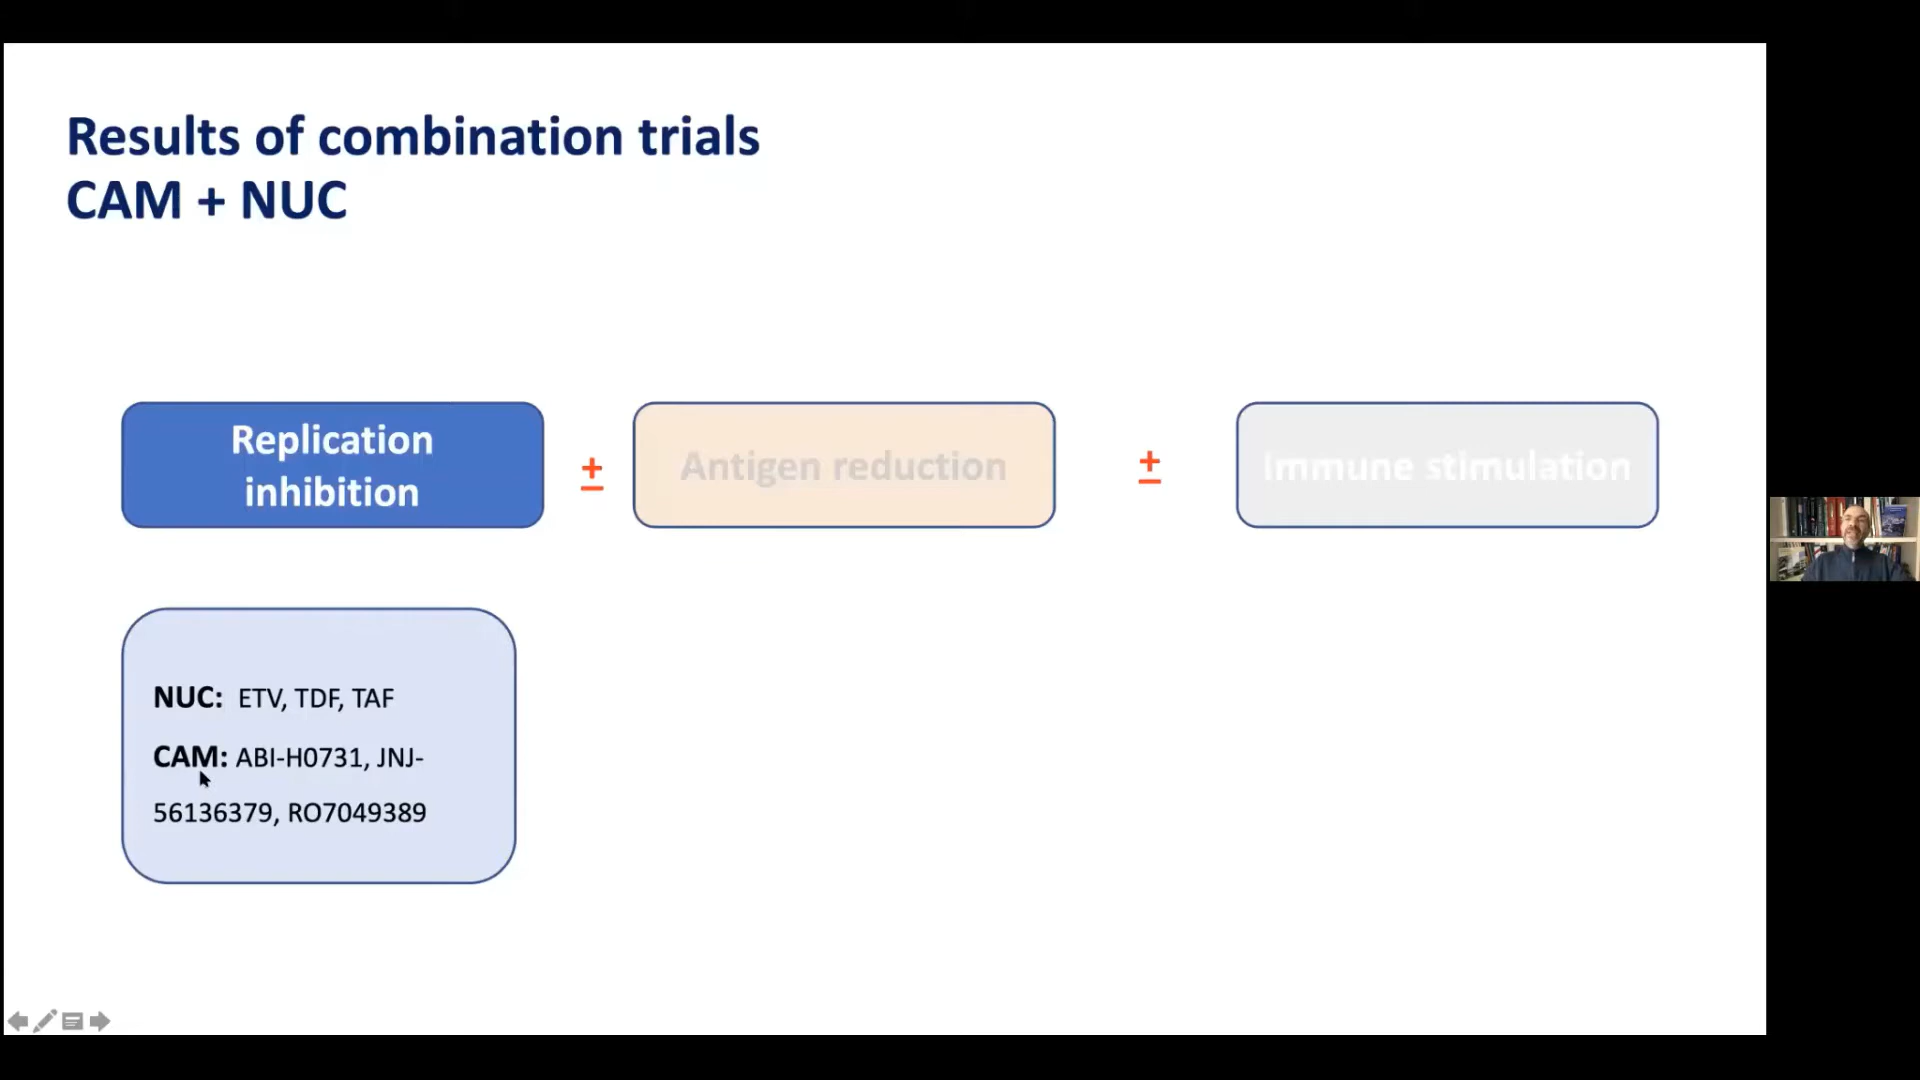 Results of combination trials
CAM + NUC
Replication
inhibition
±
Antigen reduction
±
Immune stimulation
NUC: ETV, TDF, TAF
CAM: ABI-H0731, JNJ-
56136379, RO7049389